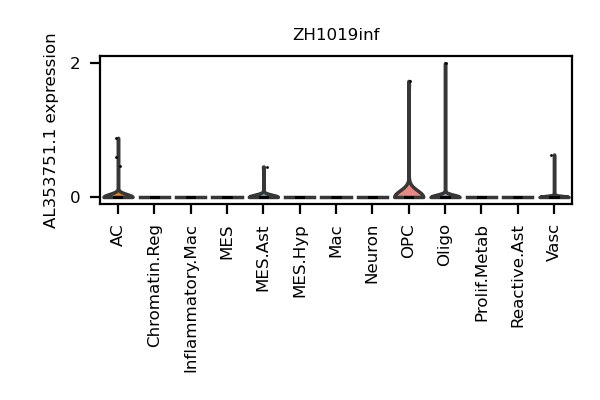 ZH1019inf
AL353751.1 expression
2
0
AC
Chromatin.Reg
Inflammatory.Mac
MES
MES.Ast
MES.Hyp
Mac
Neuron
OPC
Oligo
Prolif.Metab
Reactive.Ast
Vasc